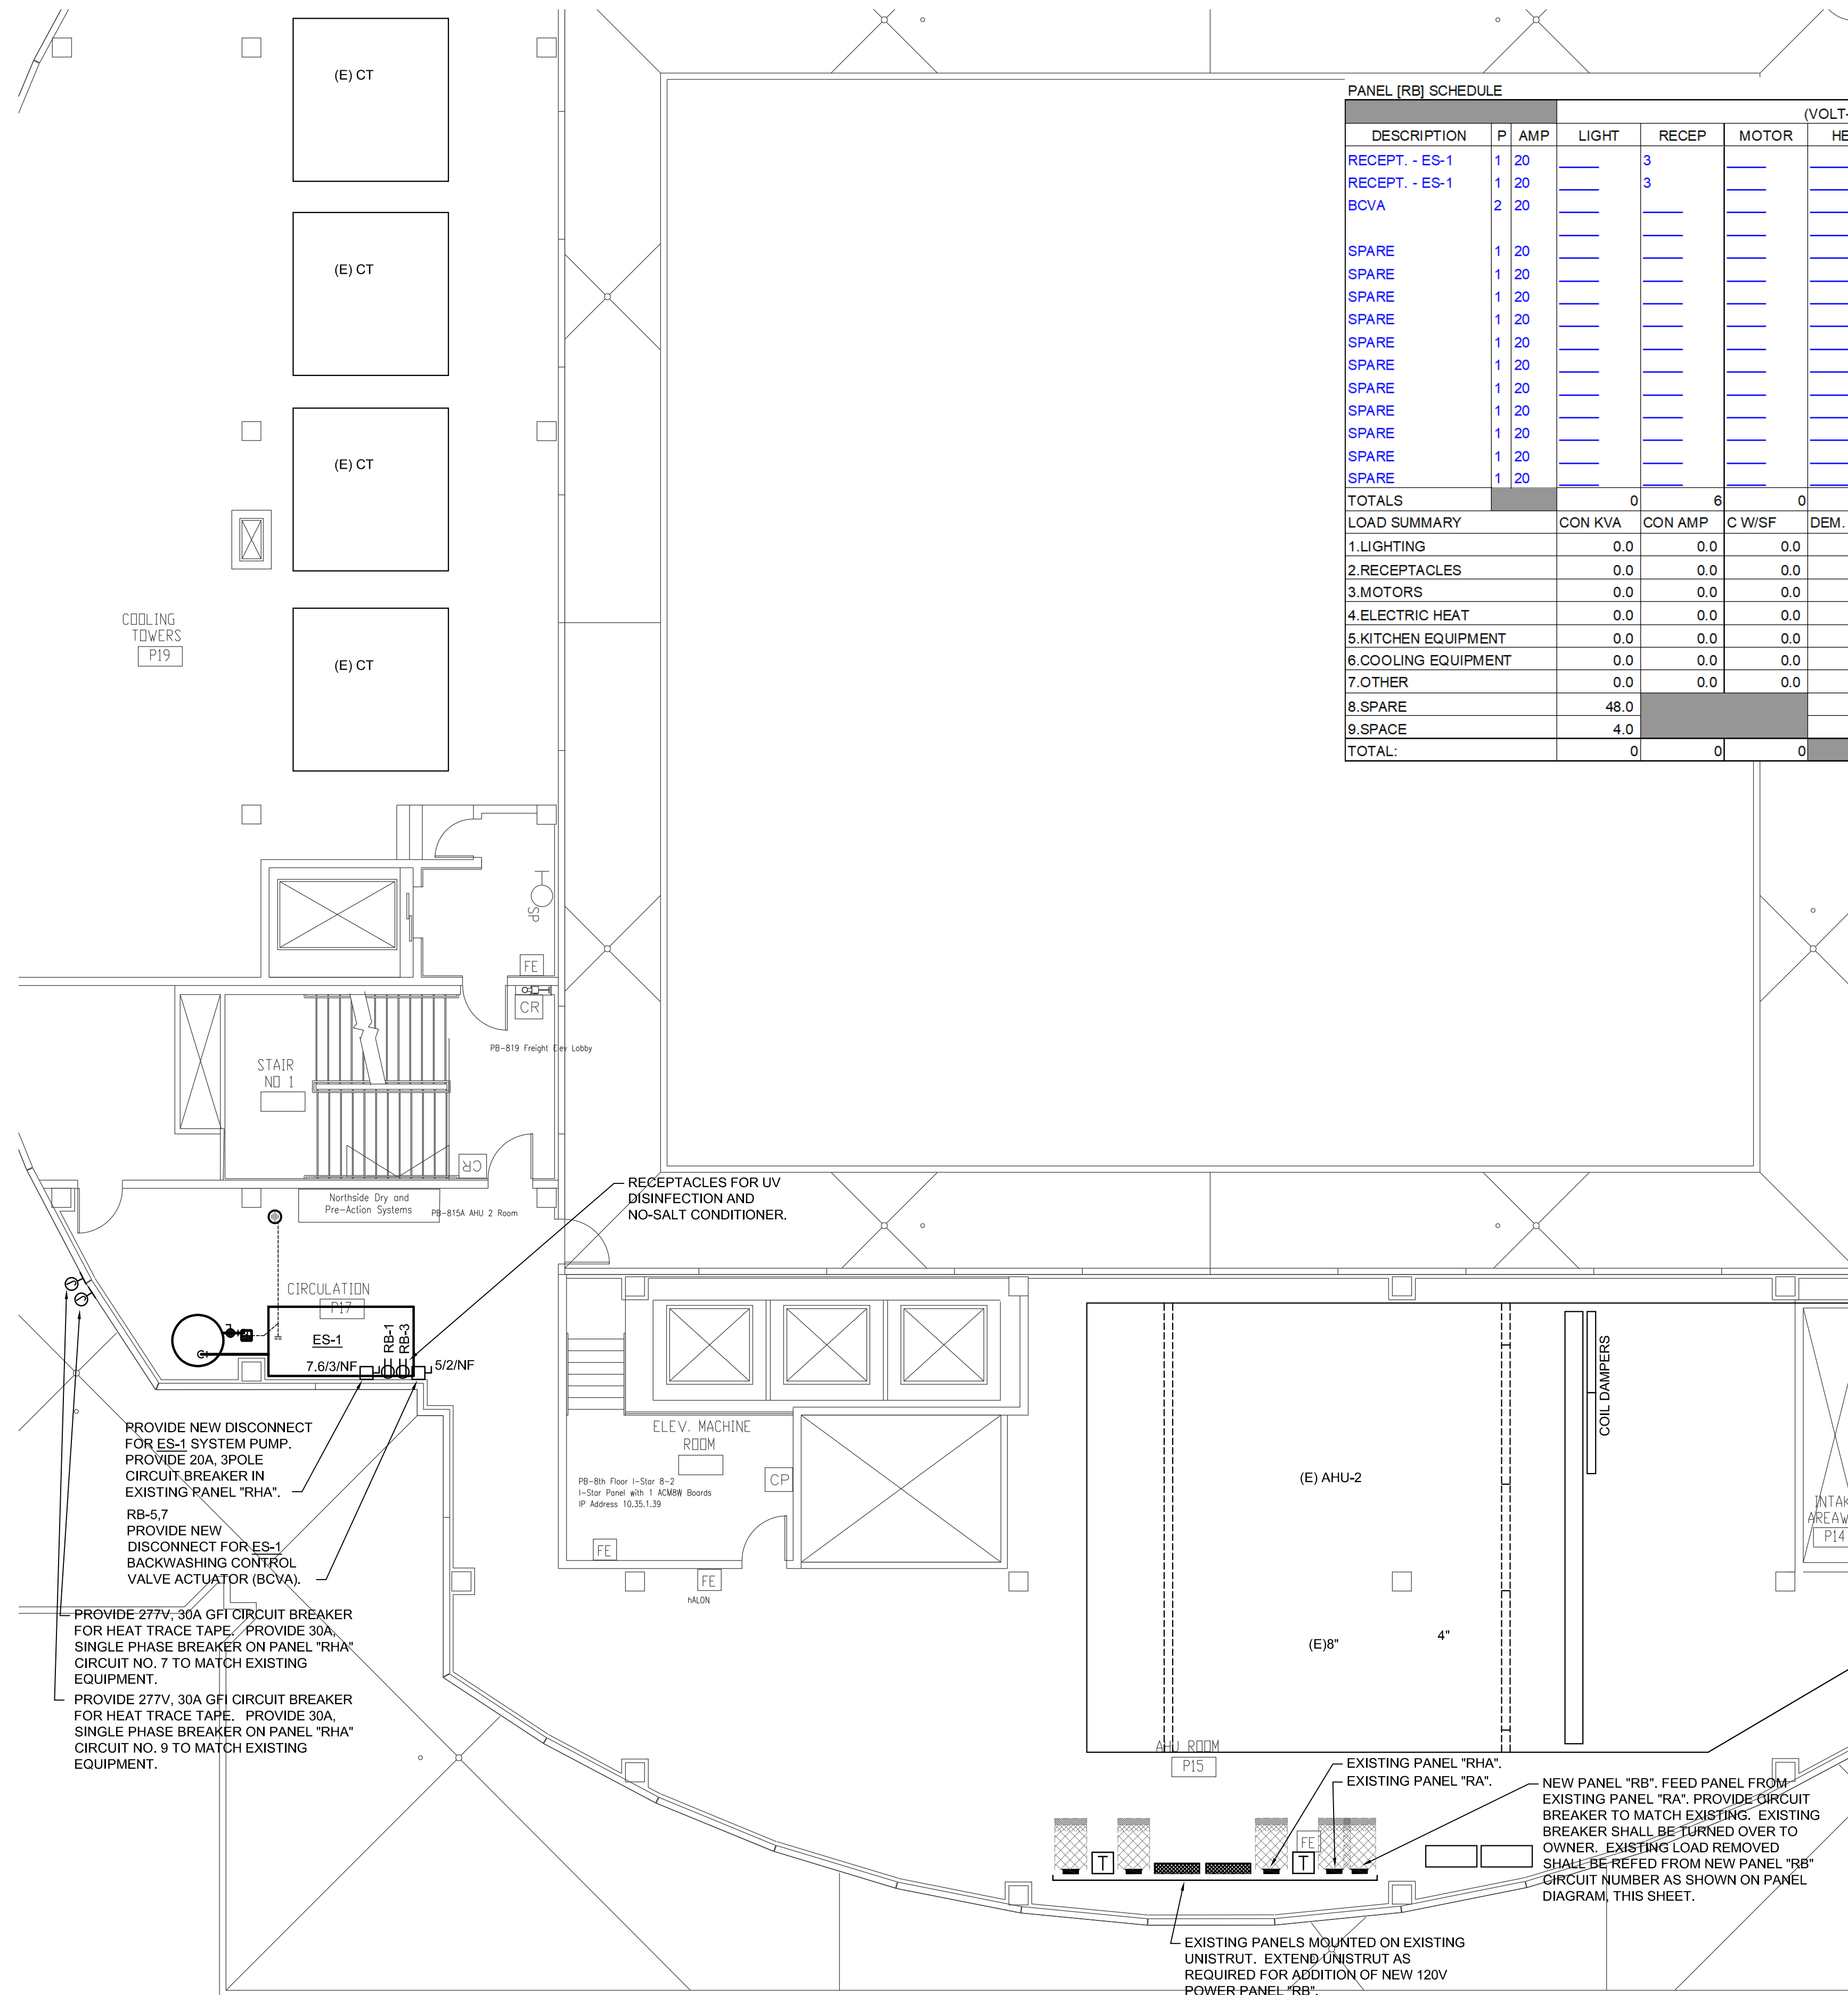 (E) CT
(E) CT
(E) CT
(E) CT
COOLING
TOWERS
P19
PANEL [RB] SCHEDULE
(VOLT-
DESCRIPTION P AMP LIGHT RECEP MOTOR HE
RECEPT. - ES-1 1 20 3
RECEPT. - ES-1 1 20 3
BCVA 2 20
SPARE 1 20
SPARE 1 20
SPARE 1 20
SPARE 1 20
SPARE 1 20
SPARE 1 20
SPARE 1 20
SPARE 1 20
SPARE 1 20
SPARE 1 20
SPARE 1 20
TOTALS 0 6 0
LOAD SUMMARY CON KVA CON AMP C W/SF DEM.
1.LIGHTING 0.0 0.0 0.0
2.RECEPTACLES 0.0 0.0 0.0
3.MOTORS 0.0 0.0 0.0
4.ELECTRIC HEAT 0.0 0.0 0.0
5.KITCHEN EQUIPMENT 0.0 0.0 0.0
6.COOLING EQUIPMENT 0.0 0.0 0.0
7.OTHER 0.0 0.0 0.0
8.SPARE 48.0
9.SPACE 4.0
TOTAL: 0 0 0
SP
FE
CR
PB-819 Freight Elev Lobby
STAIR
NO 1
CR
Northside Dry and
Pre-Action Systems
PB-815A AHU 2 Room
RECEPTACLES FOR UV
DISINFECTION AND
NO-SALT CONDITIONER.
CIRCULATION
P17
ES-1
RB-1
RB-3
7.6/3/NF
5/2/NF
PROVIDE NEW DISCONNECT
FOR ES-1 SYSTEM PUMP.
PROVIDE 20A, 3POLE
CIRCUIT BREAKER IN
EXISTING PANEL "RHA".
RB-5,7
PROVIDE NEW
DISCONNECT FOR ES-1
BACKWASHING CONTROL
VALVE ACTUATOR (BCVA).
PROVIDE 277V, 30A GFI CIRCUIT BREAKER
FOR HEAT TRACE TAPE. PROVIDE 30A,
SINGLE PHASE BREAKER ON PANEL "RHA"
CIRCUIT NO. 7 TO MATCH EXISTING
EQUIPMENT.
PROVIDE 277V, 30A GFI CIRCUIT BREAKER
FOR HEAT TRACE TAPE. PROVIDE 30A,
SINGLE PHASE BREAKER ON PANEL "RHA"
CIRCUIT NO. 9 TO MATCH EXISTING
EQUIPMENT.
ELEV. MACHINE
ROOM
PB-8th Floor I-Star 8-2
I-Star Panel with 1 ACM8W Boards
IP Address 10.35.1.39
CP
FE
FE
hALON
(E) AHU-2
(E)8"
4"
COIL DAMPERS
INTAK
AREAW
P14
AHU ROOM
P15
EXISTING PANEL "RHA".
EXISTING PANEL "RA".
T
T
FE
NEW PANEL "RB". FEED PANEL FROM
EXISTING PANEL "RA". PROVIDE CIRCUIT
BREAKER TO MATCH EXISTING. EXISTING
BREAKER SHALL BE TURNED OVER TO
OWNER. EXISTING LOAD REMOVED
SHALL BE REFED FROM NEW PANEL "RB"
CIRCUIT NUMBER AS SHOWN ON PANEL
DIAGRAM, THIS SHEET.
EXISTING PANELS MOUNTED ON EXISTING
UNISTRUT. EXTEND UNISTRUT AS
REQUIRED FOR ADDITION OF NEW 120V
POWER PANEL "RB".